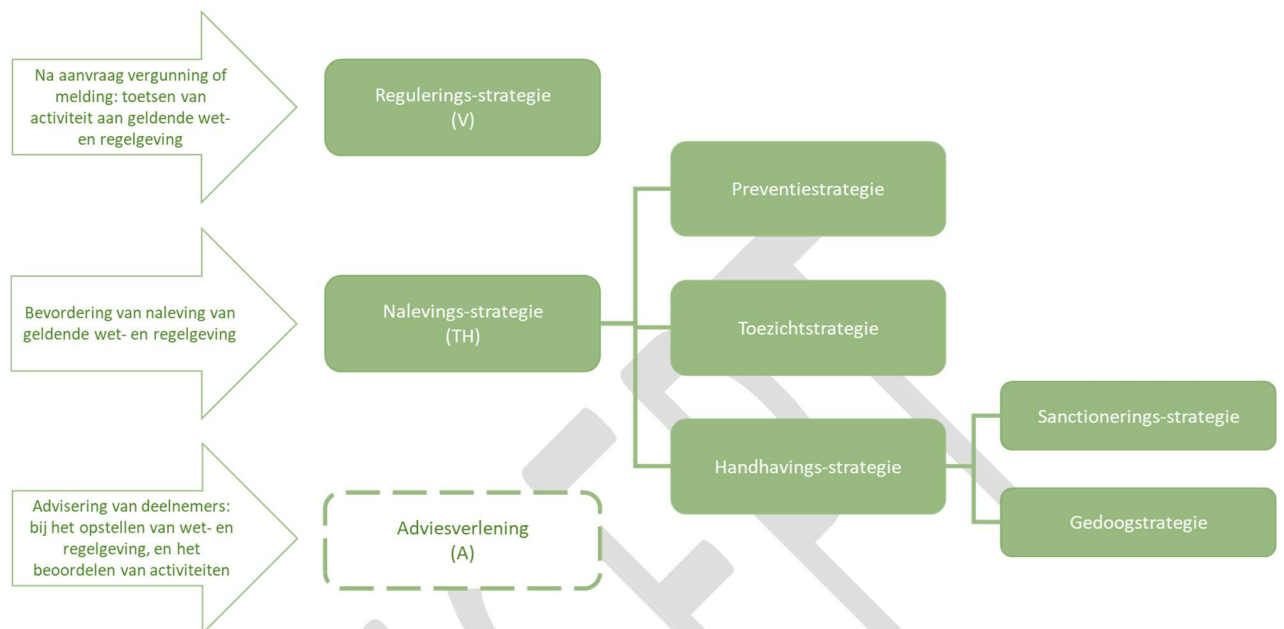 Na aanvraag vergunning of
melding: toetsen van
activiteit aan geldende wet-
en regelgeving
Regulerings-strategie
(V)
Preventiestrategie
Bevordering van naleving van
geldende wet- en regelgeving
Nalevings-strategie
(TH)
Toezichtstrategie
Handhavings-strategie
Sanctionerings-strategie
Gedoogstrategie
Advisering van deelnemers:
bij het opstellen van wet- en
regelgeving, en het
beoordelen van activiteiten
Adviesverlening
(A)